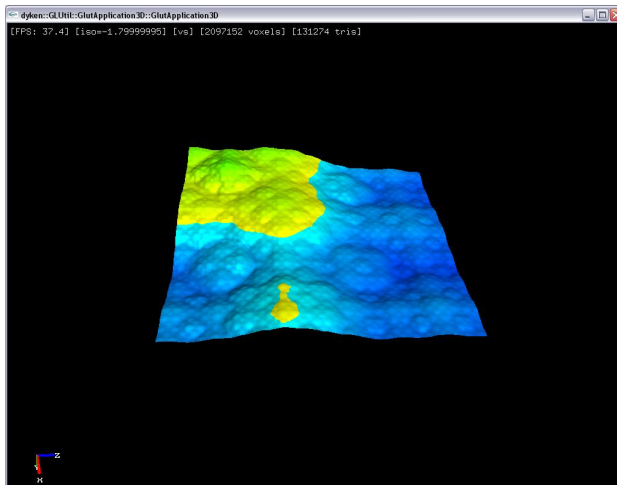 dyken::GLUtil::GlutApplication3D::GlutApplication3D
[FPS: 37.4] [iso=-1.79999995] [vs] [2097152 voxels] [131274 tris]
Z
X